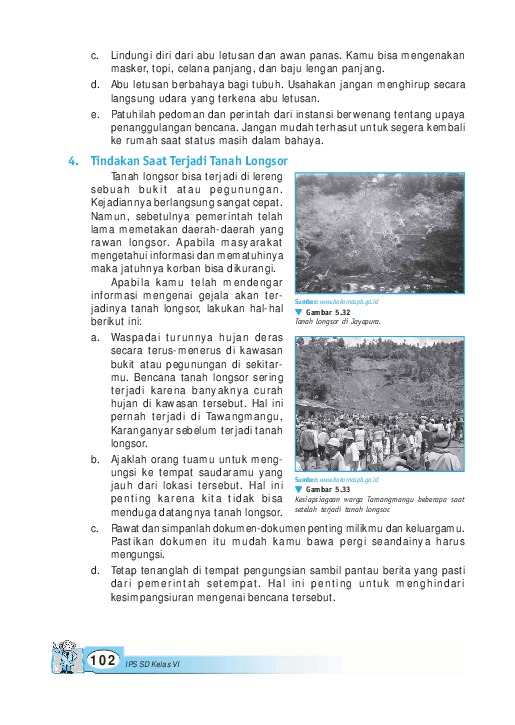 c. Lindungi diri dari abu letusan dan awan panas. Kamu bisa mengenakan
masker, topi, celana panjang, dan baju lengan panjang.
d. Abu letusan berbahaya bagi tubuh. Usahakan jangan menghirup secara
langsung udara yang terkena abu letusan.
e. Patuhilah pedoman dan perintah dari instansi berwenang tentang upaya
penanggulangan bencana. Jangan mudah terhasut untuk segera kembali
ke rumah saat status masih dalam bahaya.
4. Tindakan Saat Terjadi Tanah Longsor
Tanah longsor bisa terjadi di lereng
sebuah bukit atau pegunungan.
Kejadiannya berlangsung sangat cepat.
Namun, sebetulnya pemerintah telah
lama memetakan daerah-daerah yang
rawan longsor. Apabila masyarakat
mengetahui informasi dan mematuhinya
maka jatuhnya korban bisa dikurangi.
Apabila kamu telah mendengar
informasi mengenai gejala akan ter-
jadinya tanah longsor, lakukan hal-hal
berikut ini:
a. Waspadai turunnya hujan deras
secara terus-menerus di kawasan
bukit atau pegunungan di sekitar-
mu. Bencana tanah longsor sering
terjadi karena banyaknya curah
hujan di kawasan tersebut. Hal ini
pernah terjadi di Tawangmangu,
Karanganyar sebelum terjadi tanah
longsor.
b. Ajaklah orang tuamu untuk meng-
ungsi ke tempat saudaramu yang
jauh dari lokasi tersebut. Hal ini
penting karena kita tidak bisa
menduga datangnya tanah longsor.
Sumber: www.bakornaspb.go.id
▼ Gambar 5.32
Tanah longsor di Jayapura.
Sumber: www.bakornaspb.go.id
▼ Gambar 5.33
Kesiapsiagaan warga Tamangmangu beberapa saat
setelah terjadi tanah longsor.
c. Rawat dan simpanlah dokumen-dokumen penting milikmu dan keluargamu.
Pastikan dokumen itu mudah kamu bawa pergi seandainya harus
mengungsi.
d. Tetap tenanglah di tempat pengungsian sambil pantau berita yang pasti
dari pemerintah setempat. Hal ini penting untuk menghindari
kesimpangsiuran mengenai bencana tersebut.
102 IPS SD Kelas VI